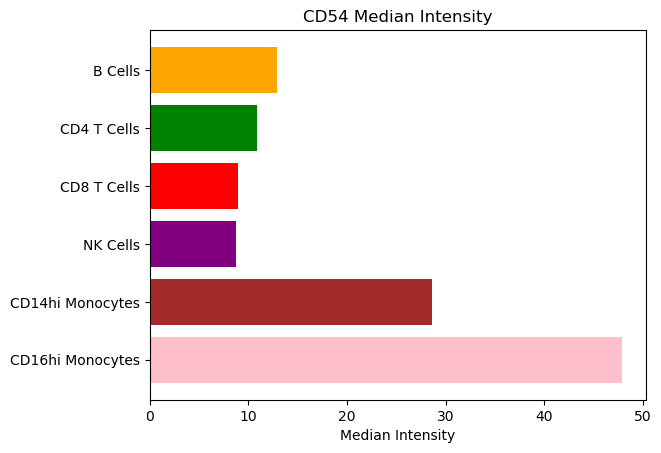 CD54 Median Intensity
B Cells
CD4 T Cells
CD8 T Cells
NK Cells
CD14hi Monocytes
CD16hi Monocytes
0 10 20 30 40 50
Median Intensity